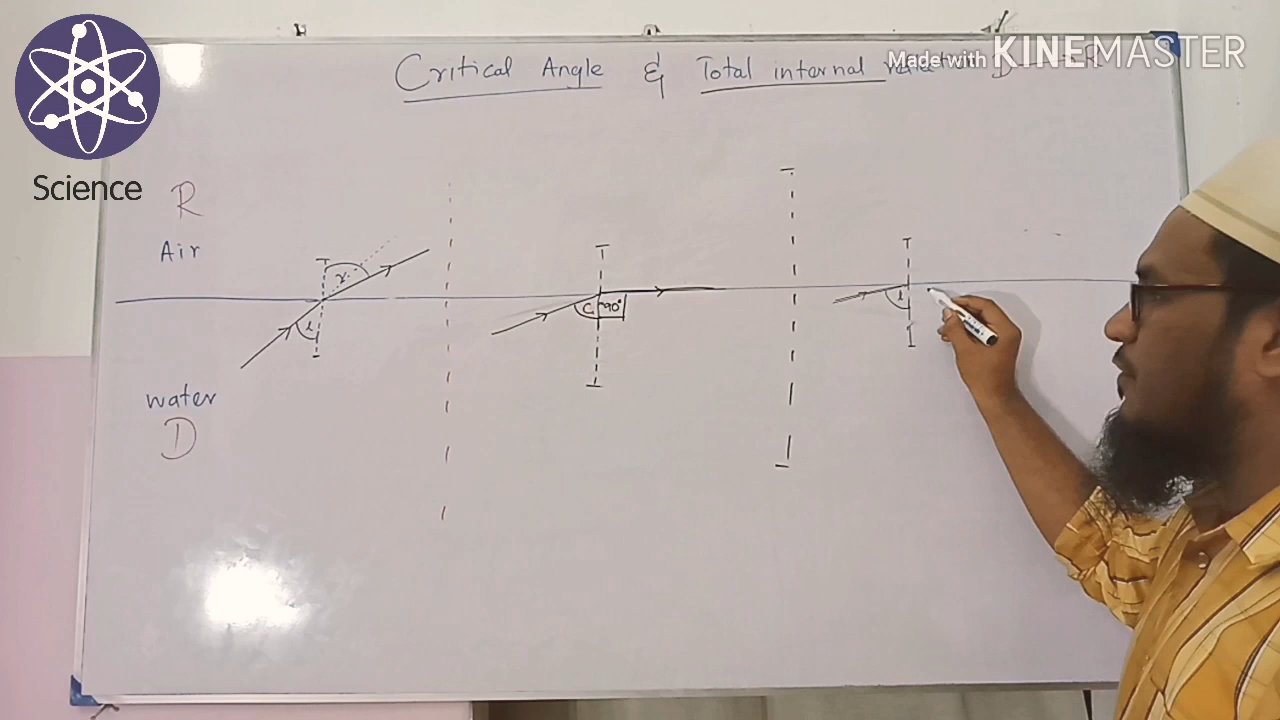 Made with KINEMASTER
Critical Angle & Total internal D R
Science
R
Air
r
i
C 90°
i
water
D